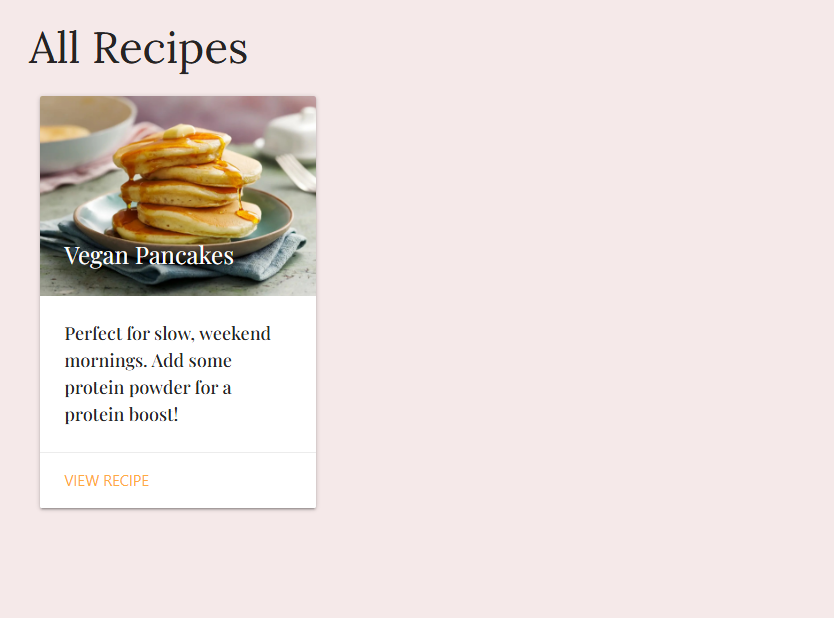 All Recipes
Vegan Pancakes
Perfect for slow, weekend
mornings. Add some
protein powder for a
protein boost!
VIEW RECIPE